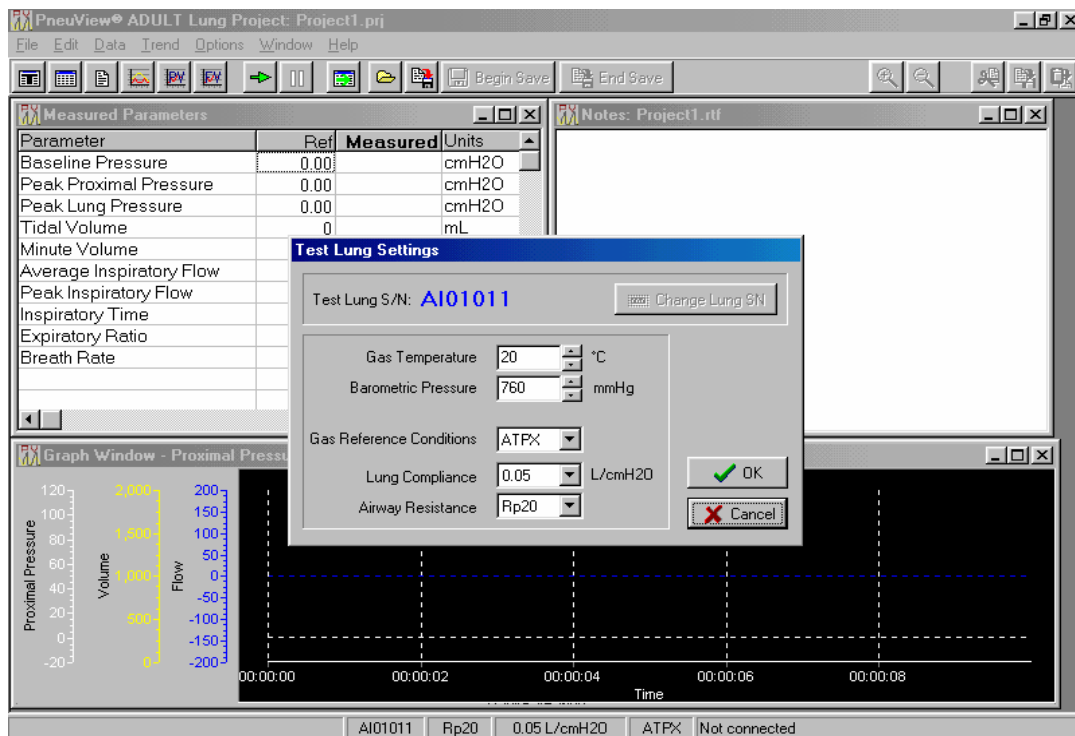 PneuView® ADULT Lung Project: Project1.prj
File Edit Data Trend Options Window Help
Begin Save End Save
Measured Parameters
Parameter Ref Measured Units
Baseline Pressure 0.00 cmH2O
Peak Proximal Pressure 0.00 cmH2O
Peak Lung Pressure 0.00 cmH2O
Tidal Volume 0 mL
Minute Volume
Average Inspiratory Flow
Peak Inspiratory Flow
Inspiratory Time
Expiratory Ratio
Breath Rate
Notes: Project1.rtf
Test Lung Settings
Test Lung S/N: AI01011
Change Lung SN
Gas Temperature 20 °C
Barometric Pressure 760 mmHg
Gas Reference Conditions ATPX
Lung Compliance 0.05 L/cmH2O
Airway Resistance Rp20
OK
Cancel
Graph Window - Proximal Pressu
Proximal Pressure
120
100
80
60
40
20
0
-20
Volume
2,000
1,500
1,000
500
0
Flow
200
150
100
50
0
-50
-100
-150
-200
00:00:00 00:00:02 00:00:04 00:00:06 00:00:08
Time
AI01011 Rp20 0.05 L/cmH2O ATPX Not connected